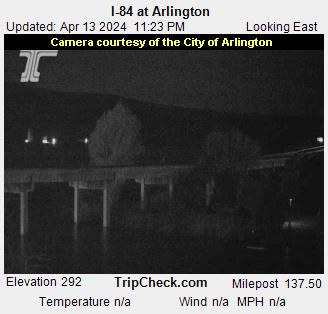 I-84 at Arlington
Updated: Apr 13 2024 11:23 PM Looking East
Camera courtesy of the City of Arlington
Elevation 292 TripCheck.com Milepost 137.50
Temperature n/a Wind n/a MPH n/a